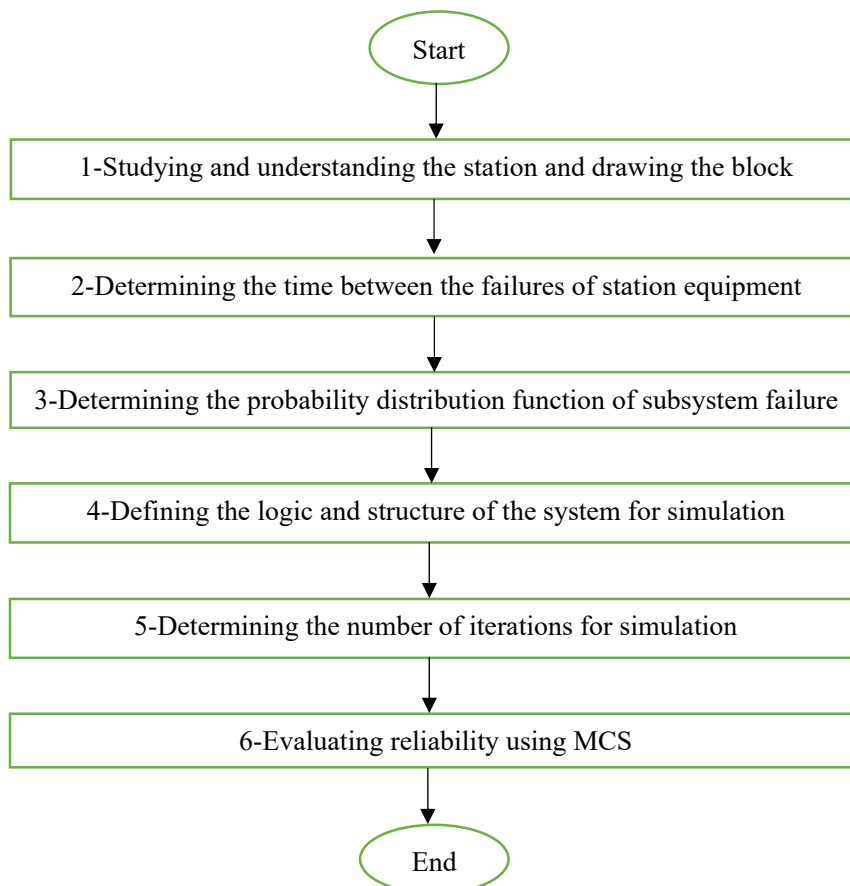 Start
1-Studying and understanding the station and drawing the block
2-Determining the time between the failures of station equipment
3-Determining the probability distribution function of subsystem failure
4-Defining the logic and structure of the system for simulation
5-Determining the number of iterations for simulation
6-Evaluating reliability using MCS
End